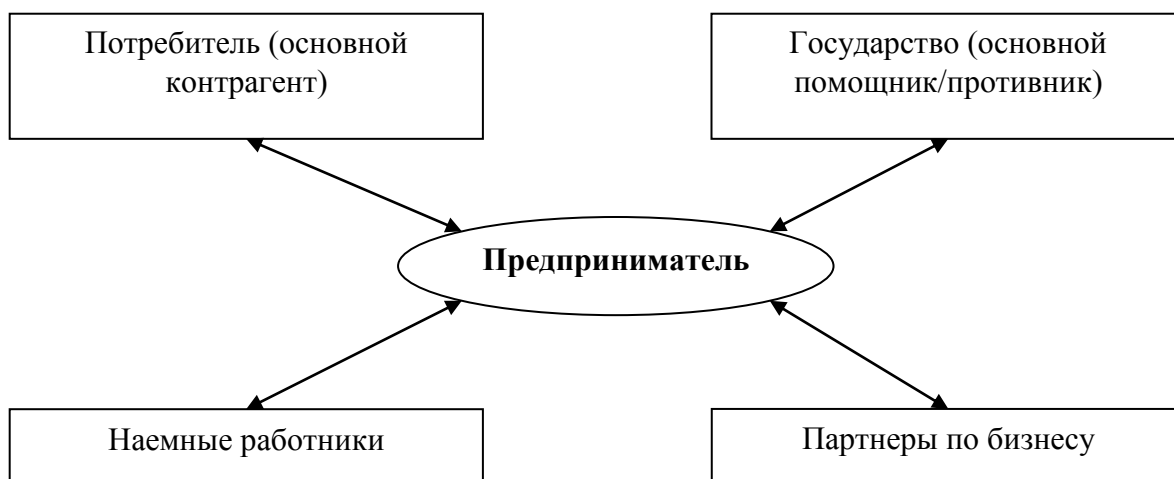 Потребитель (основной
контрагент)
Государство (основной
помощник/противник)
Предприниматель
Наемные работники
Партнеры по бизнесу